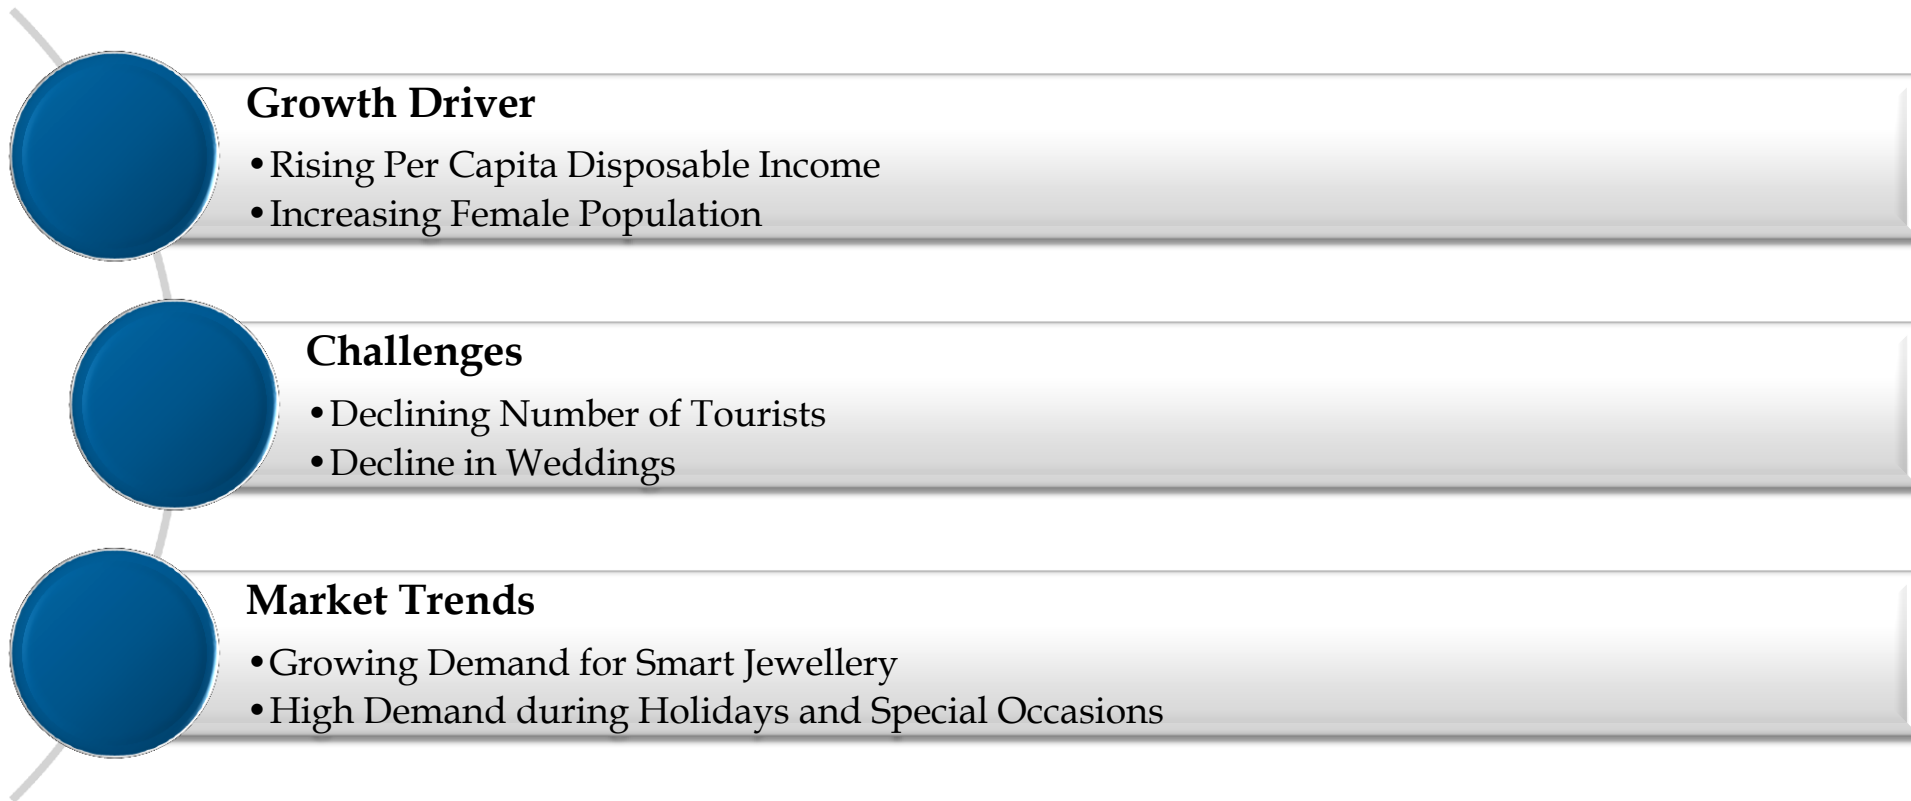 Growth Driver
•Rising Per Capita Disposable Income
•Increasing Female Population
Challenges
•Declining Number of Tourists
•Decline in Weddings
Market Trends
•Growing Demand for Smart Jewellery
•High Demand during Holidays and Special Occasions